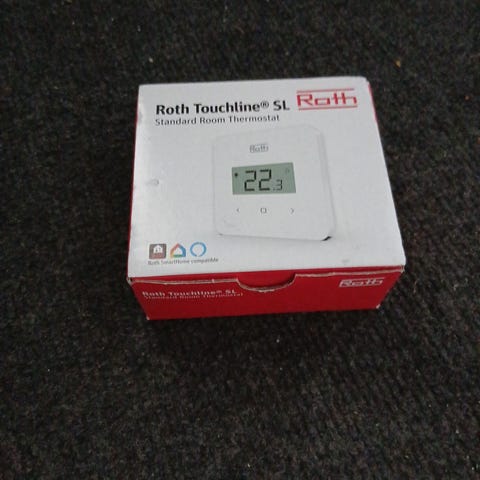 Roth Touchline® SL
Roth
Standard Room Thermostat
Roth
22.3
Roth SmartHome compatible
Roth Touchline® SL
Roth
Standard Room Thermostat